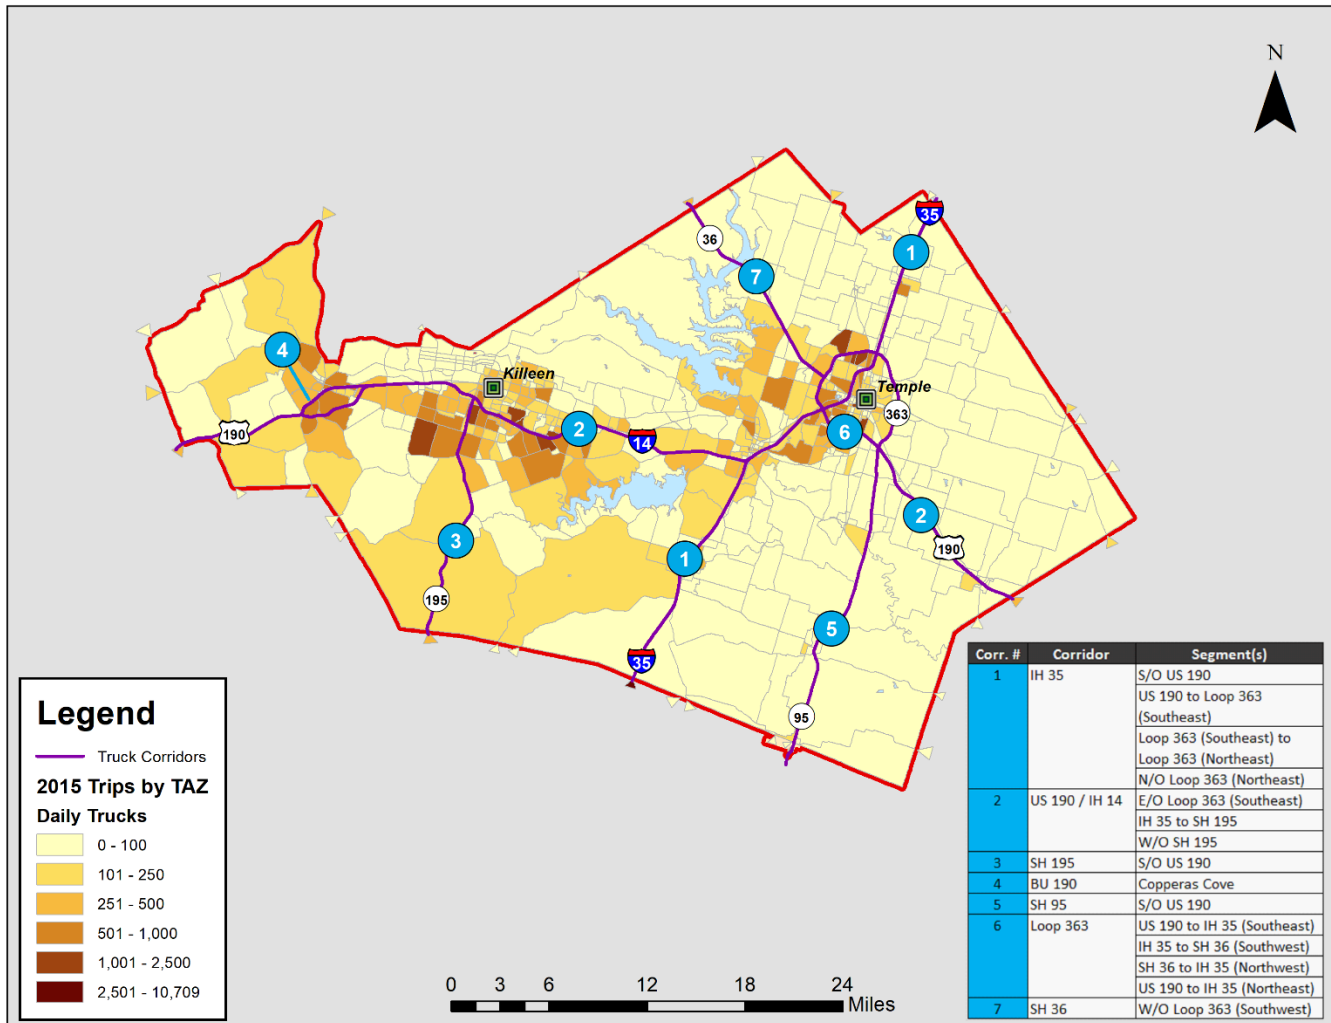 N
35
1
36
7
4
Killeen
Temple
363
190
2
14
6
3
1
2
190
195
5
35
95
Legend
Truck Corridors
2015 Trips by TAZ
Daily Trucks
0 - 100
101 - 250
251 - 500
501 - 1,000
1,001 - 2,500
2,501 - 10,709
0 3 6 12 18 24
Miles
Corr. # Corridor Segment(s)
1 IH 35 S/O US 190
US 190 to Loop 363
(Southeast)
Loop 363 (Southeast) to
Loop 363 (Northeast)
N/O Loop 363 (Northeast)
2 US 190 / IH 14 E/O Loop 363 (Southeast)
IH 35 to SH 195
W/O SH 195
3 SH 195 S/O US 190
4 BU 190 Copperas Cove
5 SH 95 S/O US 190
6 Loop 363 US 190 to IH 35 (Southeast)
IH 35 to SH 36 (Southwest)
SH 36 to IH 35 (Northwest)
US 190 to IH 35 (Northeast)
7 SH 36 W/O Loop 363 (Southwest)